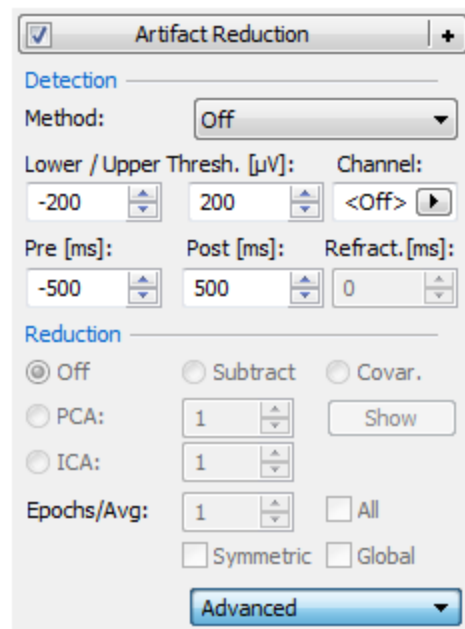 Artifact Reduction +
Detection
Method: Off
Lower / Upper Thresh. [µV]: Channel:
-200 200 <Off>
Pre [ms]: Post [ms]: Refract.[ms]:
-500 500 0
Reduction
Off Subtract Covar.
PCA: 1 Show
ICA: 1
Epochs/Avg: 1 All
Symmetric Global
Advanced